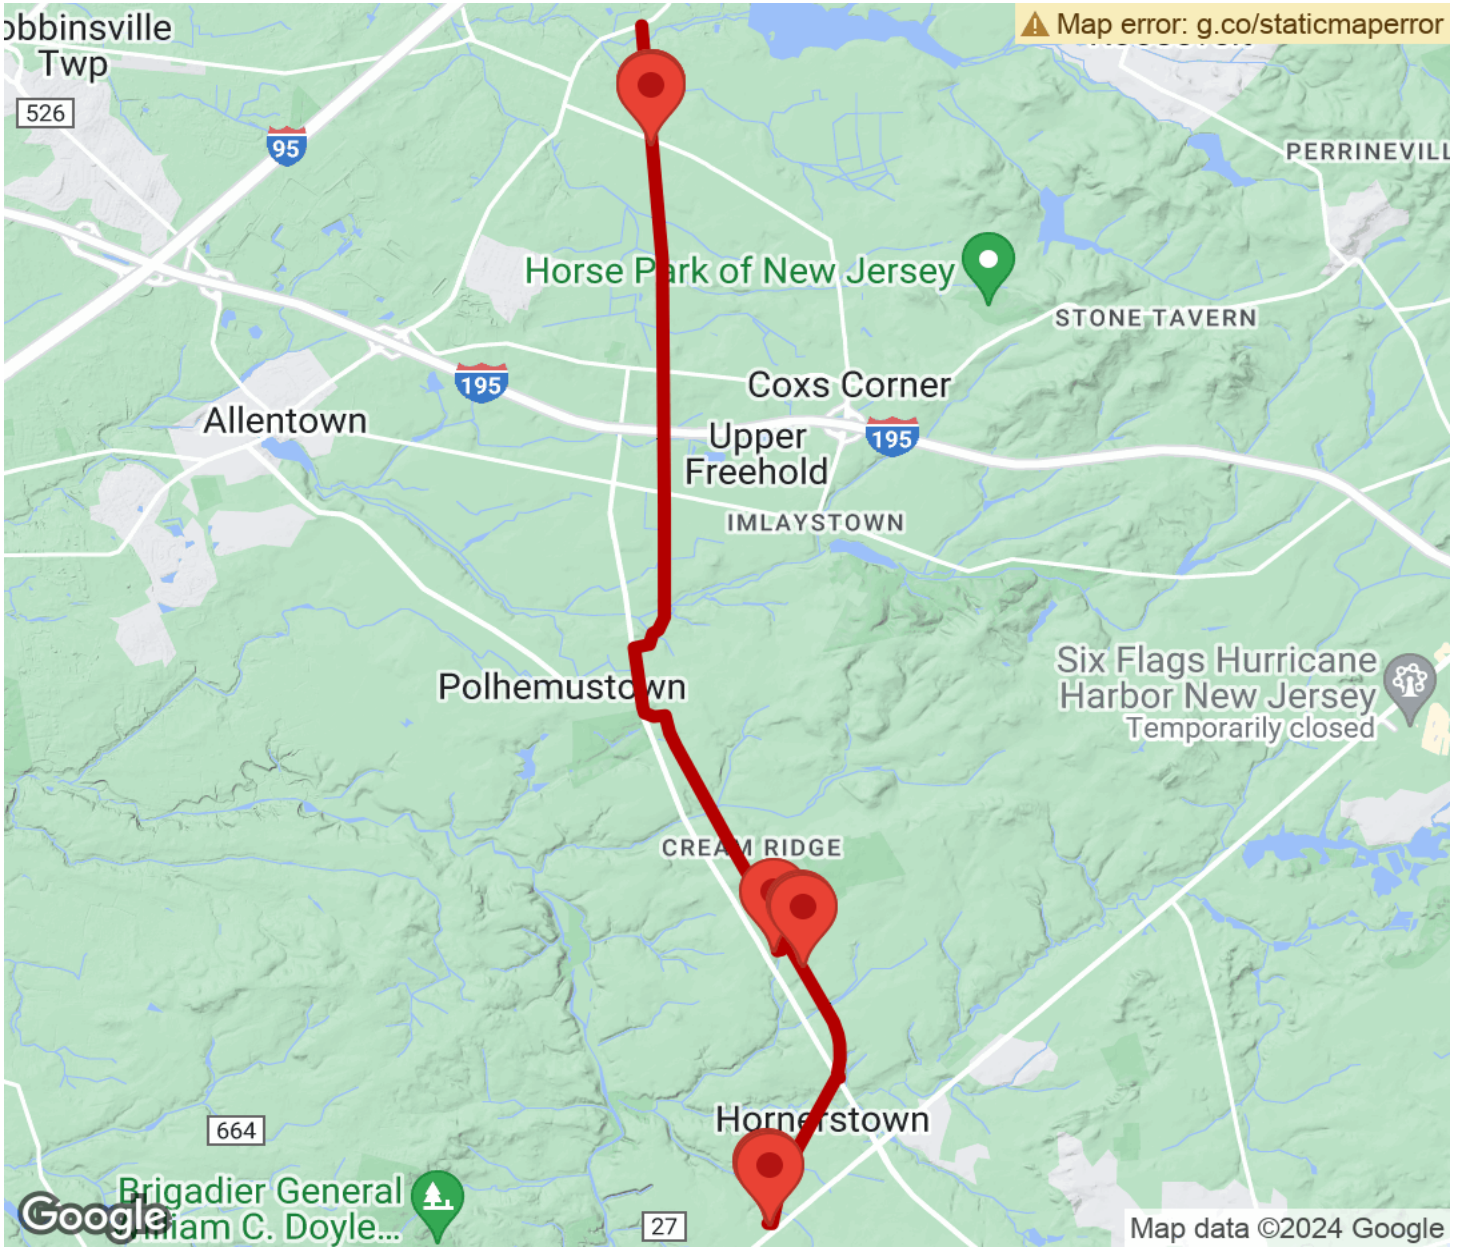 obbinsville
Twp
Map error: g.co/staticmaperror
526
95
PERRINEVILL
Horse Park of New Jersey
STONE TAVERN
195
Coxs Corner
Allentown
Upper
Freehold
195
IMLAYSTOWN
Six Flags Hurricane
Harbor New Jersey
Temporarily closed
Polhemustown
CREAM RIDGE
Hornerstown
664
Brigadier General
William C. Doyle...
Google
27
Map data ©2024 Google